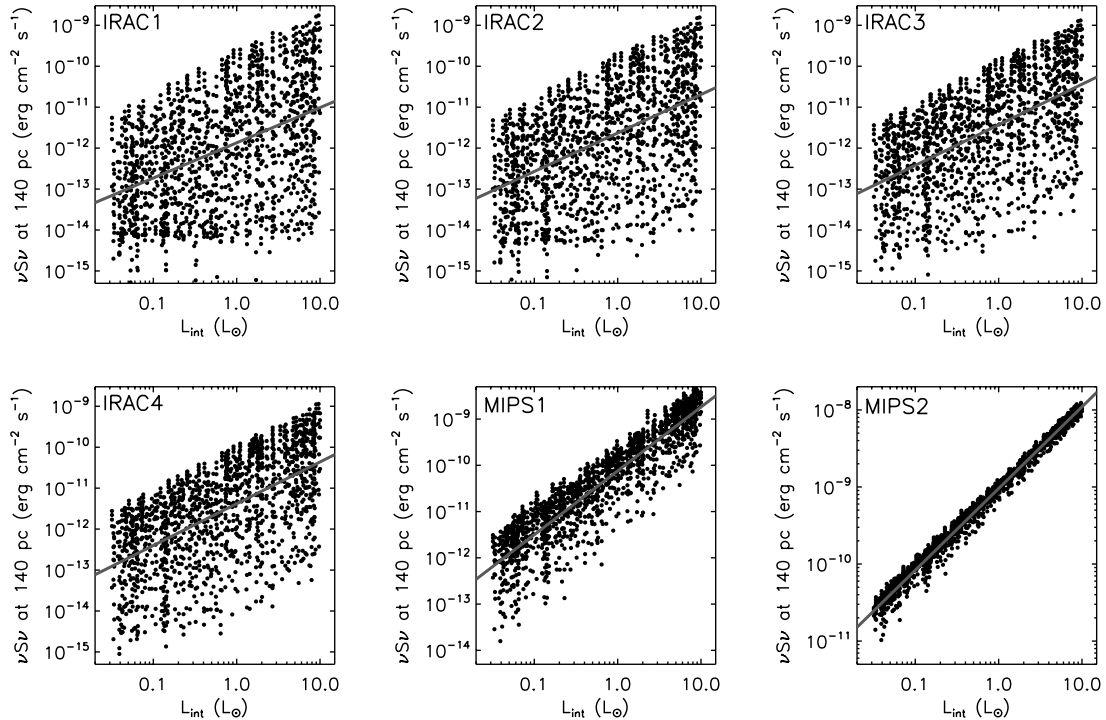 IRAC1
νSν at 140 pc (erg cm⁻² s⁻¹)
10⁻⁹
10⁻¹⁰
10⁻¹¹
10⁻¹²
10⁻¹³
10⁻¹⁴
10⁻¹⁵
0.1 1.0 10.0
L_int (L_⊙)
IRAC2
νSν at 140 pc (erg cm⁻² s⁻¹)
10⁻⁹
10⁻¹⁰
10⁻¹¹
10⁻¹²
10⁻¹³
10⁻¹⁴
10⁻¹⁵
0.1 1.0 10.0
L_int (L_⊙)
IRAC3
νSν at 140 pc (erg cm⁻² s⁻¹)
10⁻⁹
10⁻¹⁰
10⁻¹¹
10⁻¹²
10⁻¹³
10⁻¹⁴
10⁻¹⁵
0.1 1.0 10.0
L_int (L_⊙)
IRAC4
νSν at 140 pc (erg cm⁻² s⁻¹)
10⁻⁹
10⁻¹⁰
10⁻¹¹
10⁻¹²
10⁻¹³
10⁻¹⁴
10⁻¹⁵
0.1 1.0 10.0
L_int (L_⊙)
MIPS1
νSν at 140 pc (erg cm⁻² s⁻¹)
10⁻⁹
10⁻¹⁰
10⁻¹¹
10⁻¹²
10⁻¹³
10⁻¹⁴
0.1 1.0 10.0
L_int (L_⊙)
MIPS2
νSν at 140 pc (erg cm⁻² s⁻¹)
10⁻⁸
10⁻⁹
10⁻¹⁰
10⁻¹¹
0.1 1.0 10.0
L_int (L_⊙)